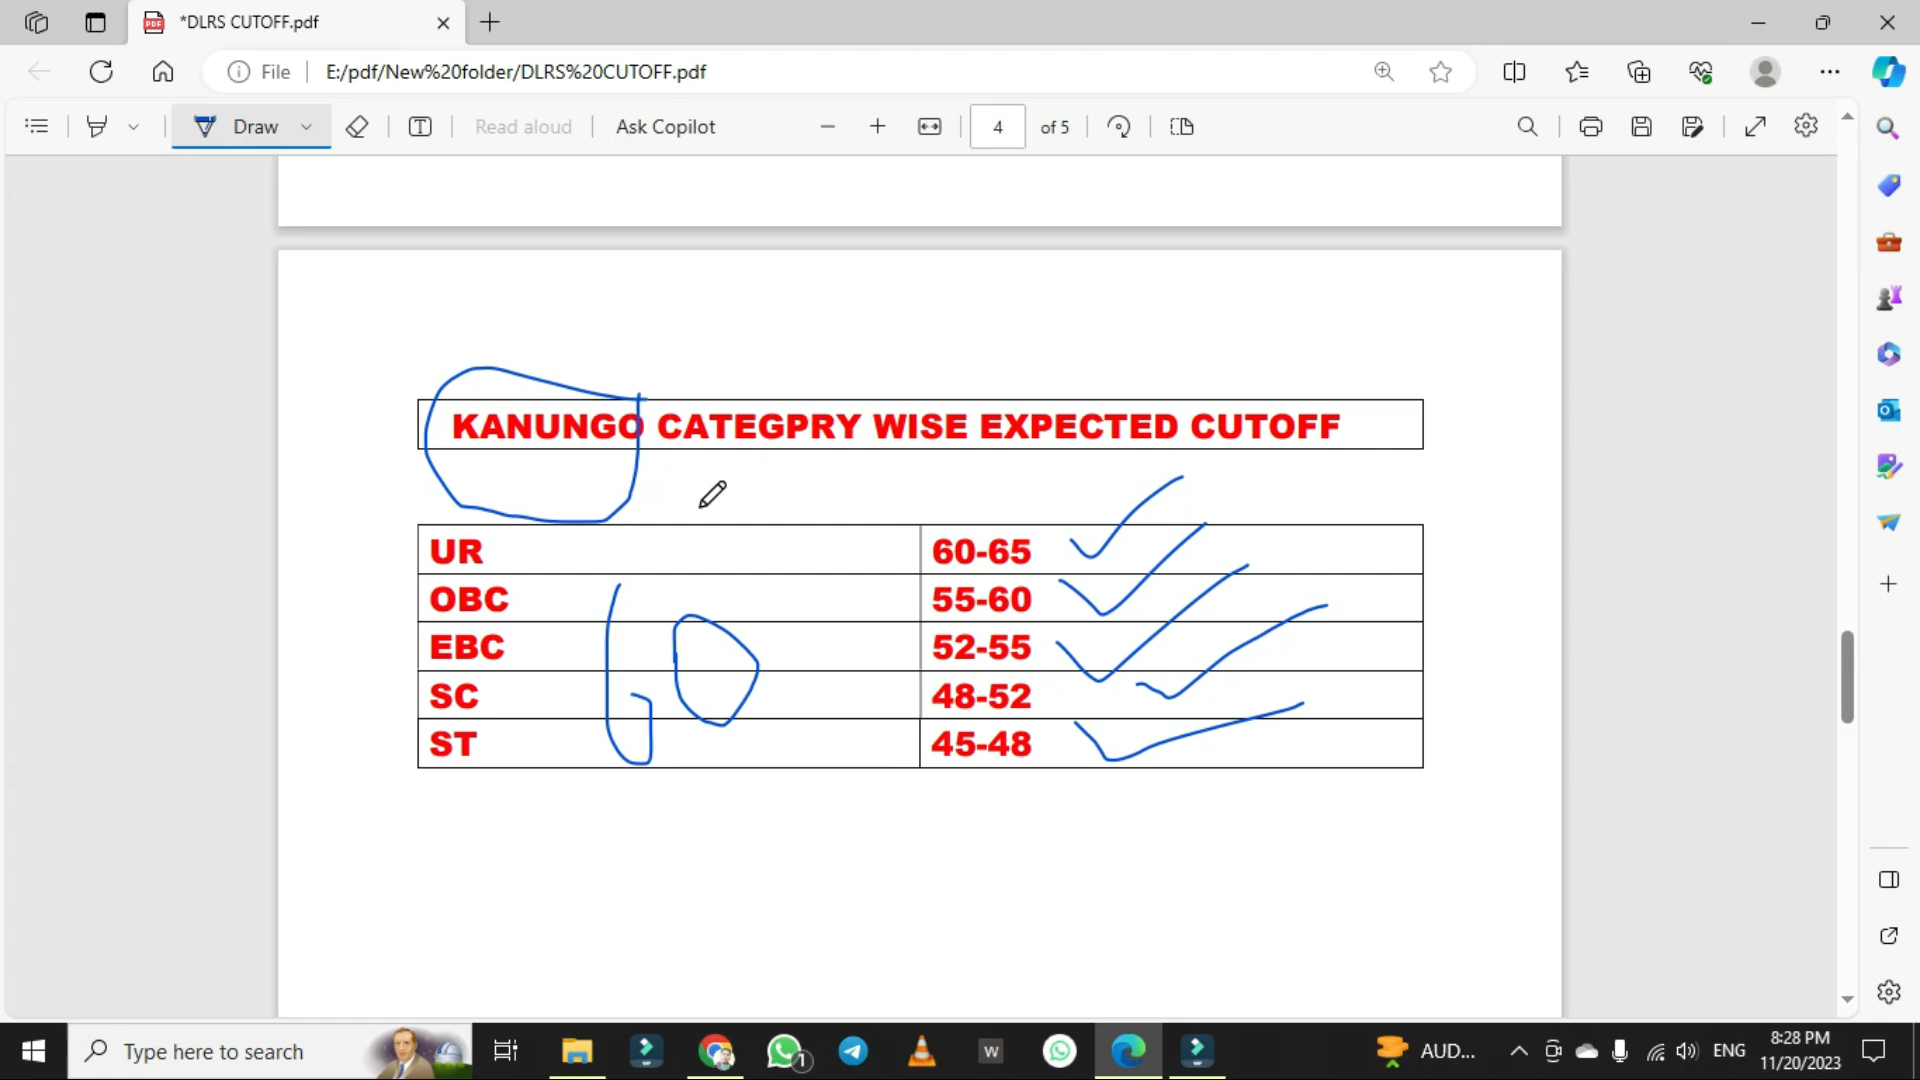 *DLRS CUTOFF.pdf
File E:/pdf/New%20folder/DLRS%20CUTOFF.pdf
Draw Read aloud Ask Copilot 4 of 5
KANUNGO CATEGPRY WISE EXPECTED CUTOFF
UR 60-65
OBC 55-60
EBC 52-55
SC 48-52
ST 45-48
60
Type here to search W 1 AUD... ENG 8:28 PM
11/20/2023